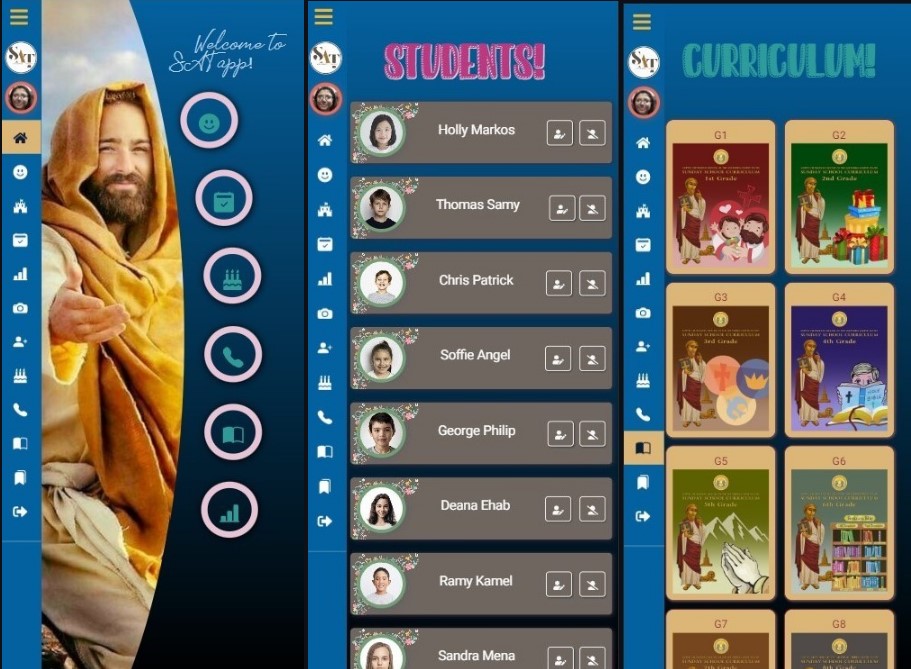 Welcome to
SAT app!
SAT
STUDENTS!
SAT
Holly Markos
Thomas Samy
Chris Patrick
Soffie Angel
George Philip
Deana Ehab
Ramy Kamel
Sandra Mena
CURRICULUM!
SAT
G1
SUNDAY SCHOOL CURRICULUM
1st Grade
G2
SUNDAY SCHOOL CURRICULUM
2nd Grade
G3
SUNDAY SCHOOL CURRICULUM
3rd Grade
G4
SUNDAY SCHOOL CURRICULUM
4th Grade
G5
SUNDAY SCHOOL CURRICULUM
5th Grade
G6
SUNDAY SCHOOL CURRICULUM
6th Grade
G7
G8